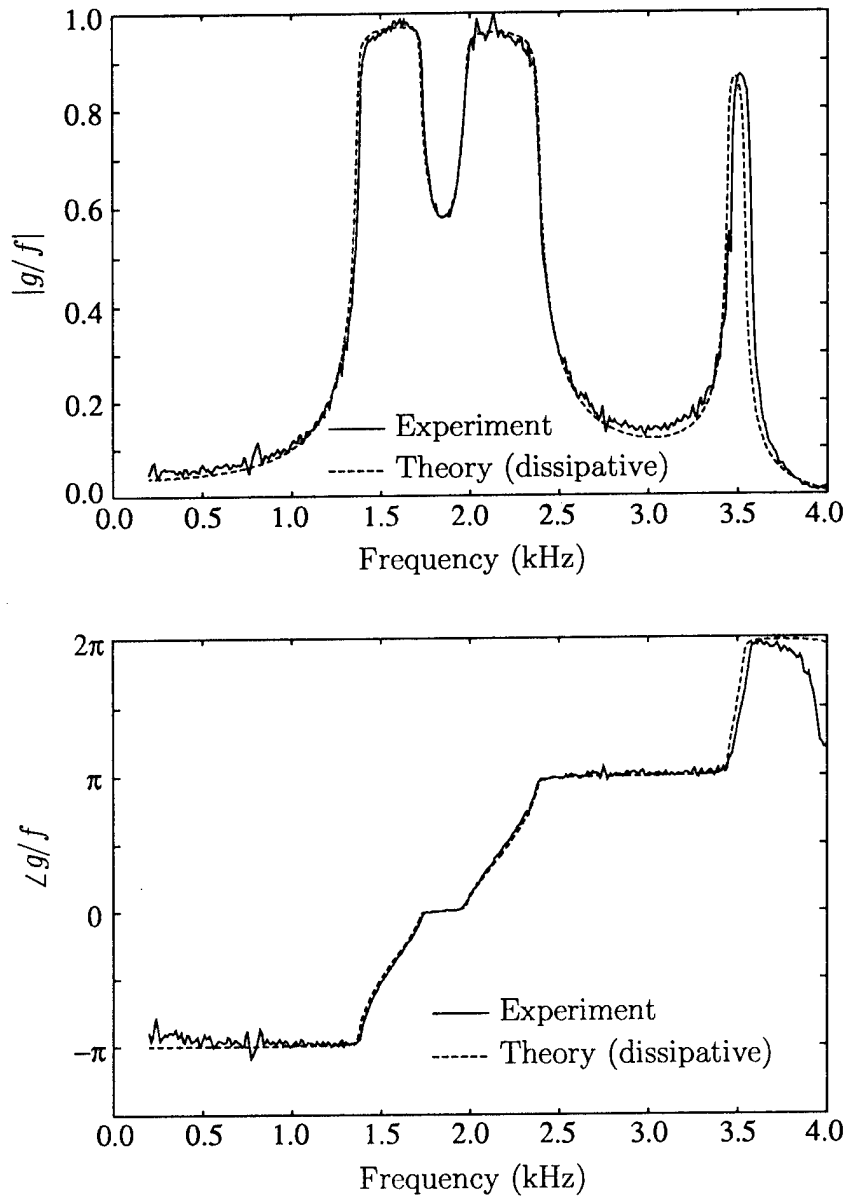 1.0
0.8
0.6
0.4
0.2
0.0
|g/f|
Experiment
Theory (dissipative)
0.0 0.5 1.0 1.5 2.0 2.5 3.0 3.5 4.0
Frequency (kHz)
2π
π
0
−π
∠g/f
Experiment
Theory (dissipative)
0.0 0.5 1.0 1.5 2.0 2.5 3.0 3.5 4.0
Frequency (kHz)